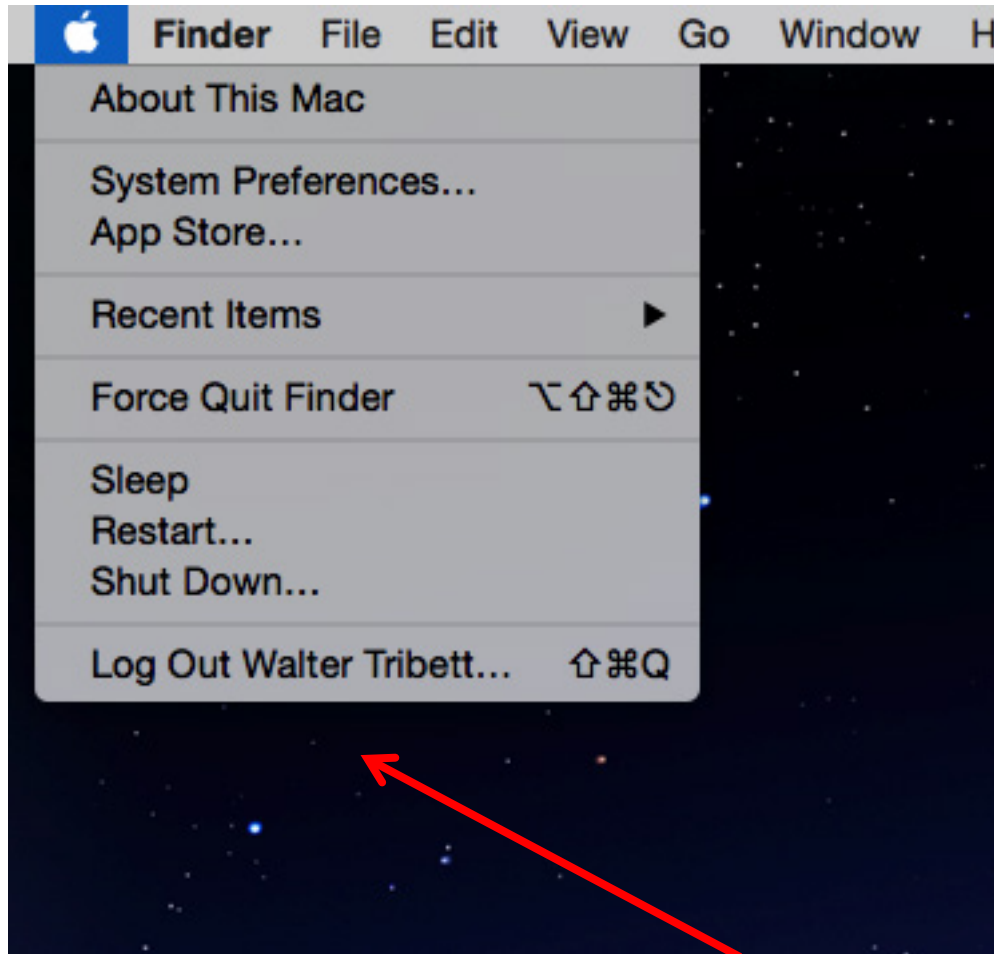 Finder File Edit View Go Window H
About This Mac
System Preferences...
App Store...
Recent Items ▶
Force Quit Finder ⌥⇧⌘⎋
Sleep
Restart...
Shut Down...
Log Out Walter Tribett... ⇧⌘Q